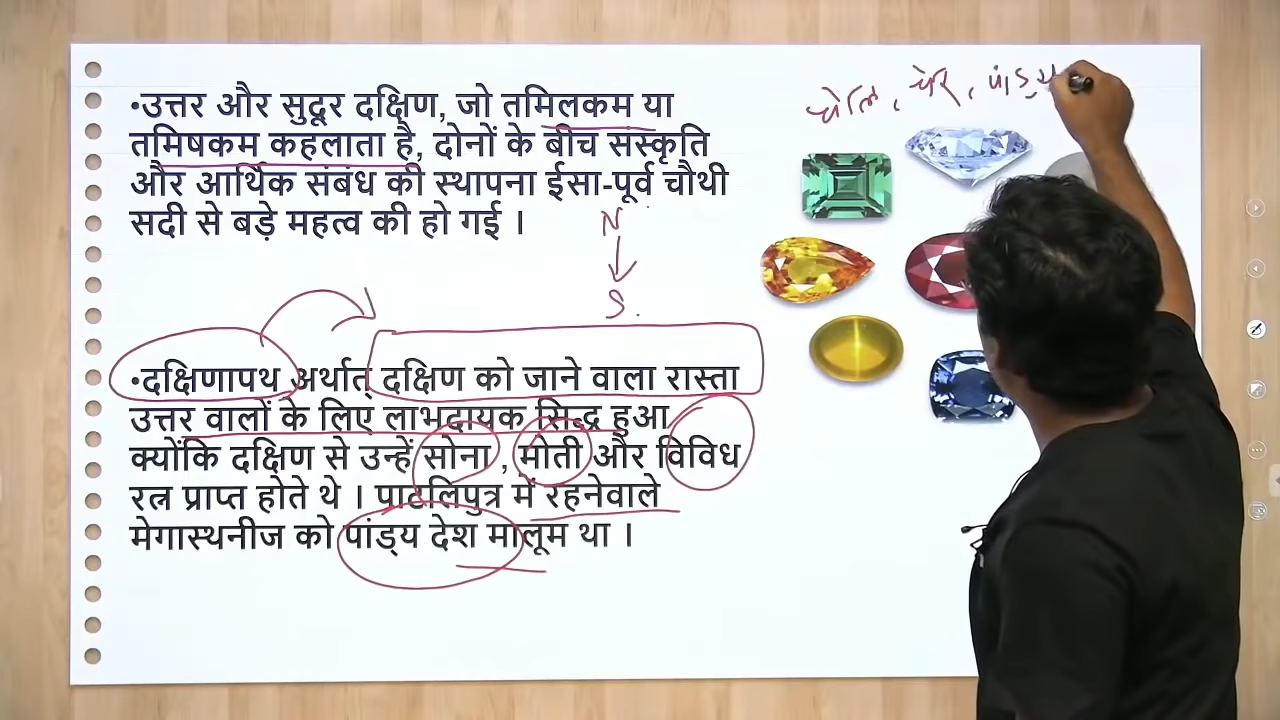 •उत्तर और सुदूर दक्षिण, जो तमिलकम या
तमिषकम कहलाता है, दोनों के बीच संस्कृति
और आर्थिक संबंध की स्थापना ईसा-पूर्व चौथी
सदी से बड़े महत्व की हो गई ।
N
S.
•दक्षिणापथ अर्थात् दक्षिण को जाने वाला रास्ता
उत्तर वालों के लिए लाभदायक सिद्ध हुआ
क्योंकि दक्षिण से उन्हें सोना , मोती और विविध
रत्न प्राप्त होते थे । पाटलिपुत्र में रहनेवाले
मेगास्थनीज को पांड्य देश मालूम था ।